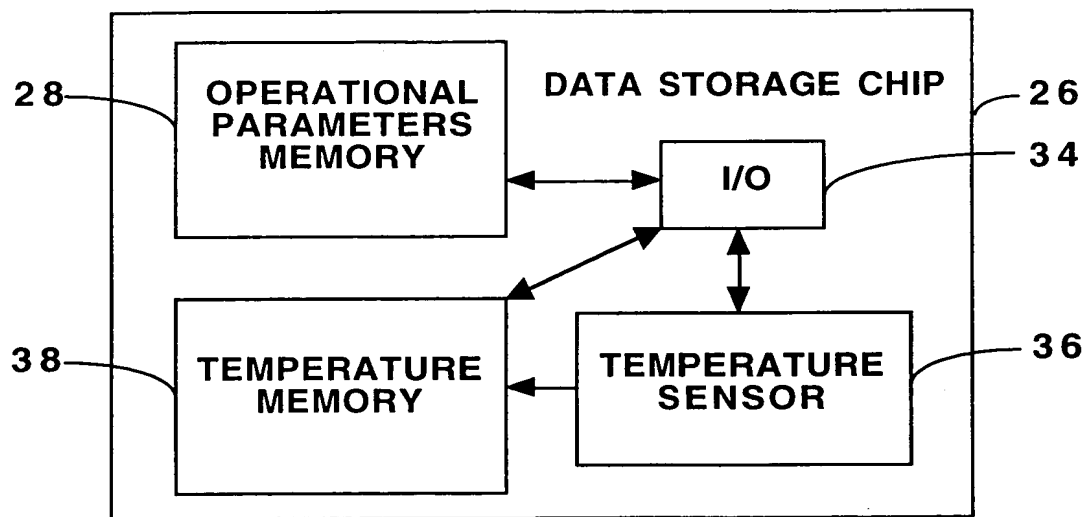 28
OPERATIONAL
PARAMETERS
MEMORY
DATA STORAGE CHIP
26
I/O
34
38
TEMPERATURE
MEMORY
TEMPERATURE
SENSOR
36